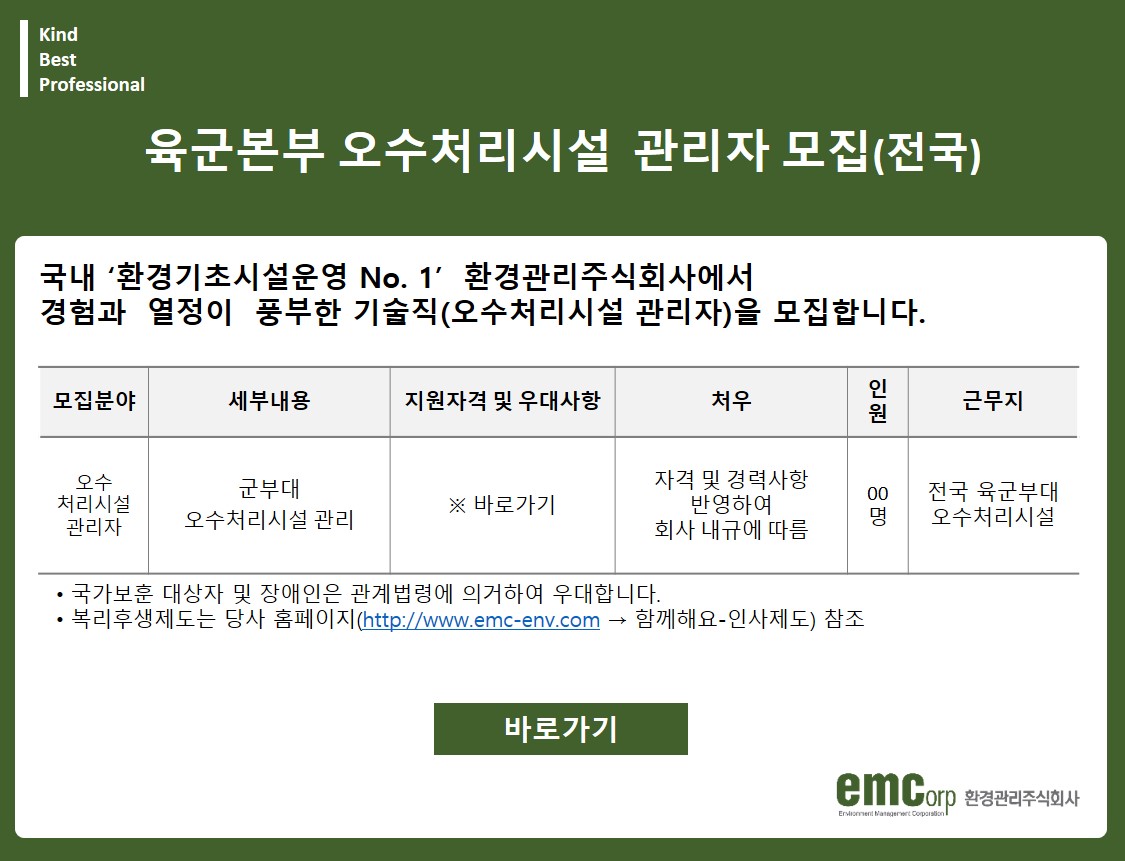 Kind
Best
Professional
육군본부 오수처리시설 관리자 모집(전국)
국내 ‘환경기초시설운영 No. 1’ 환경관리주식회사에서
경험과 열정이 풍부한 기술직(오수처리시설 관리자)을 모집합니다.
모집분야 세부내용 지원자격 및 우대사항 처우 인원 근무지
오수
처리시설
관리자
군부대
오수처리시설 관리
※ 바로가기
자격 및 경력사항
반영하여
회사 내규에 따름
00
명
전국 육군부대
오수처리시설
• 국가보훈 대상자 및 장애인은 관계법령에 의거하여 우대합니다.
• 복리후생제도는 당사 홈페이지(http://www.emc-env.com → 함께해요-인사제도) 참조
바로가기
emCorp 환경관리주식회사
Environment Management Corporation